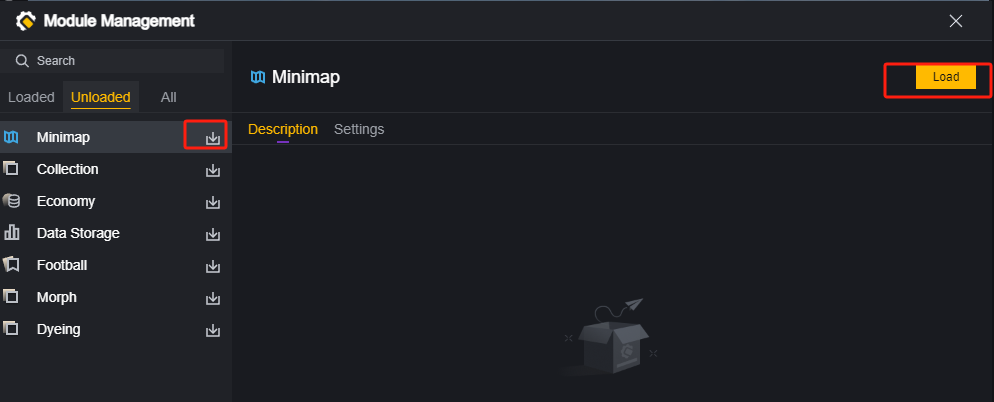 Module Management
Search
Loaded Unloaded All
Minimap
Collection
Economy
Data Storage
Football
Morph
Dyeing
Minimap
Load
Description Settings